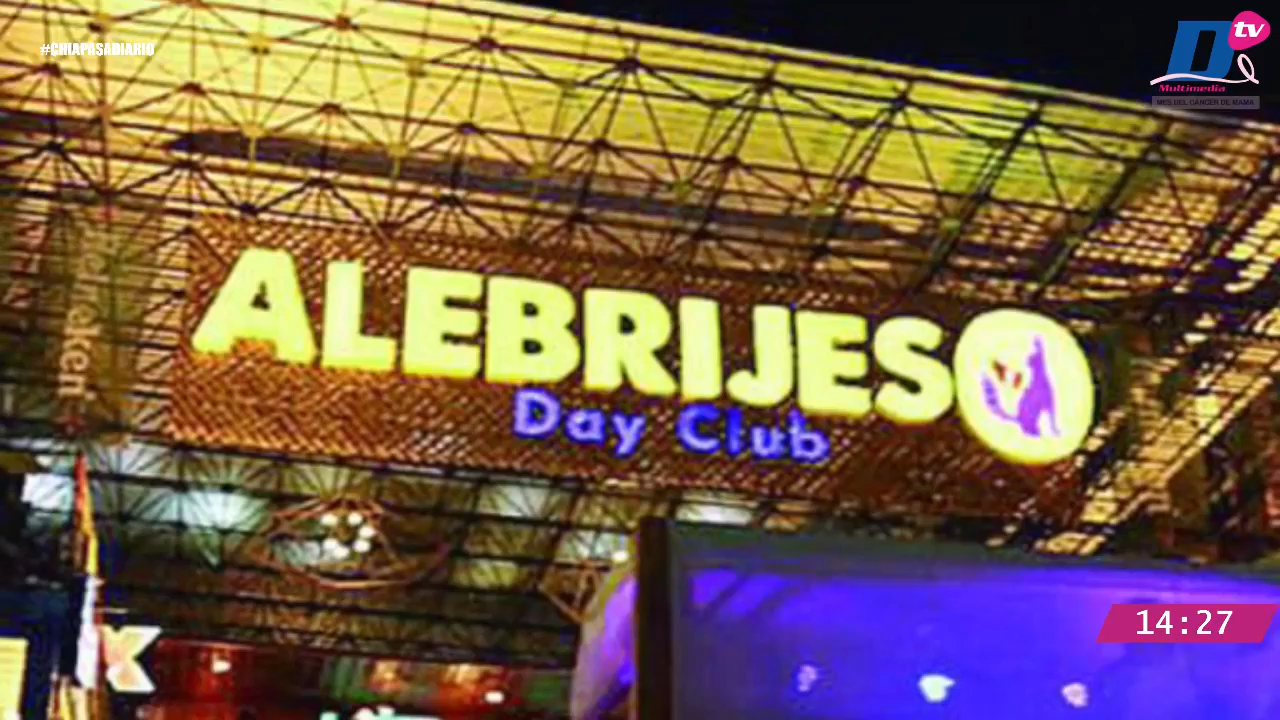 #CHIAPASADIARIO
D tv
Multimedia
MES DEL CÁNCER DE MAMA
ALEBRIJES
Day Club
14:27